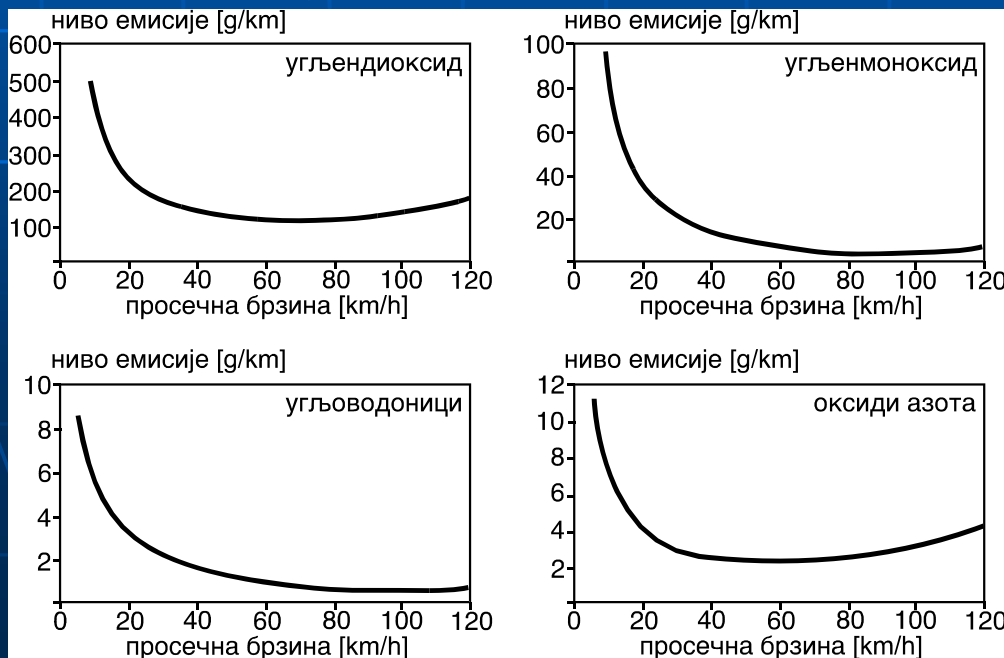 ниво емисије [g/km]
600
500
400
300
200
100
угљендиоксид
0 20 40 60 80 100 120
просечна брзина [km/h]
ниво емисије [g/km]
100
80
60
40
20
угљенмоноксид
0 20 40 60 80 100 120
просечна брзина [km/h]
ниво емисије [g/km]
10
8
6
4
2
угљоводоници
0 20 40 60 80 100 120
просечна брзина [km/h]
ниво емисије [g/km]
12
10
8
6
4
2
оксиди азота
0 20 40 60 80 100 120
просечна брзина [km/h]